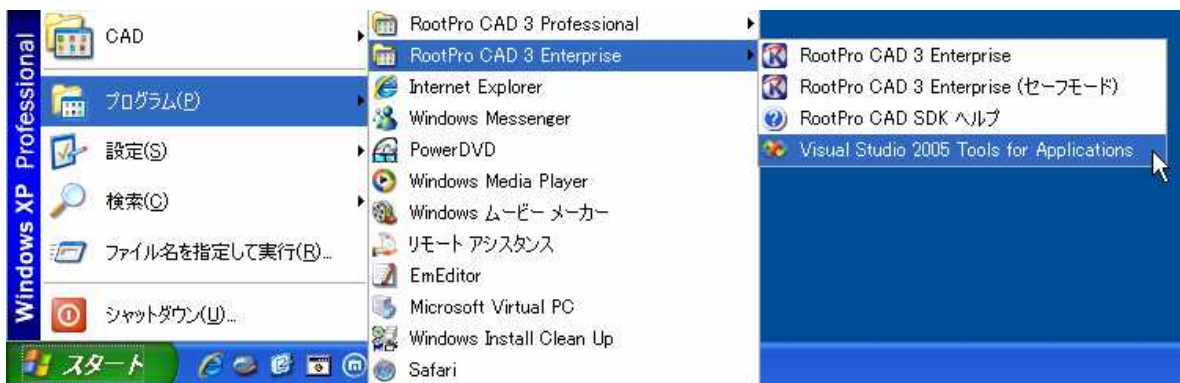 Windows XP Professional
CAD
プログラム(P)
設定(S)
検索(C)
ファイル名を指定して実行(R)...
シャットダウン(U)...
スタート
RootPro CAD 3 Professional
RootPro CAD 3 Enterprise
Internet Explorer
Windows Messenger
PowerDVD
Windows Media Player
Windows ムービー メーカー
リモート アシスタンス
EmEditor
Microsoft Virtual PC
Windows Install Clean Up
Safari
RootPro CAD 3 Enterprise
RootPro CAD 3 Enterprise (セーフモード)
RootPro CAD SDK ヘルプ
Visual Studio 2005 Tools for Applications